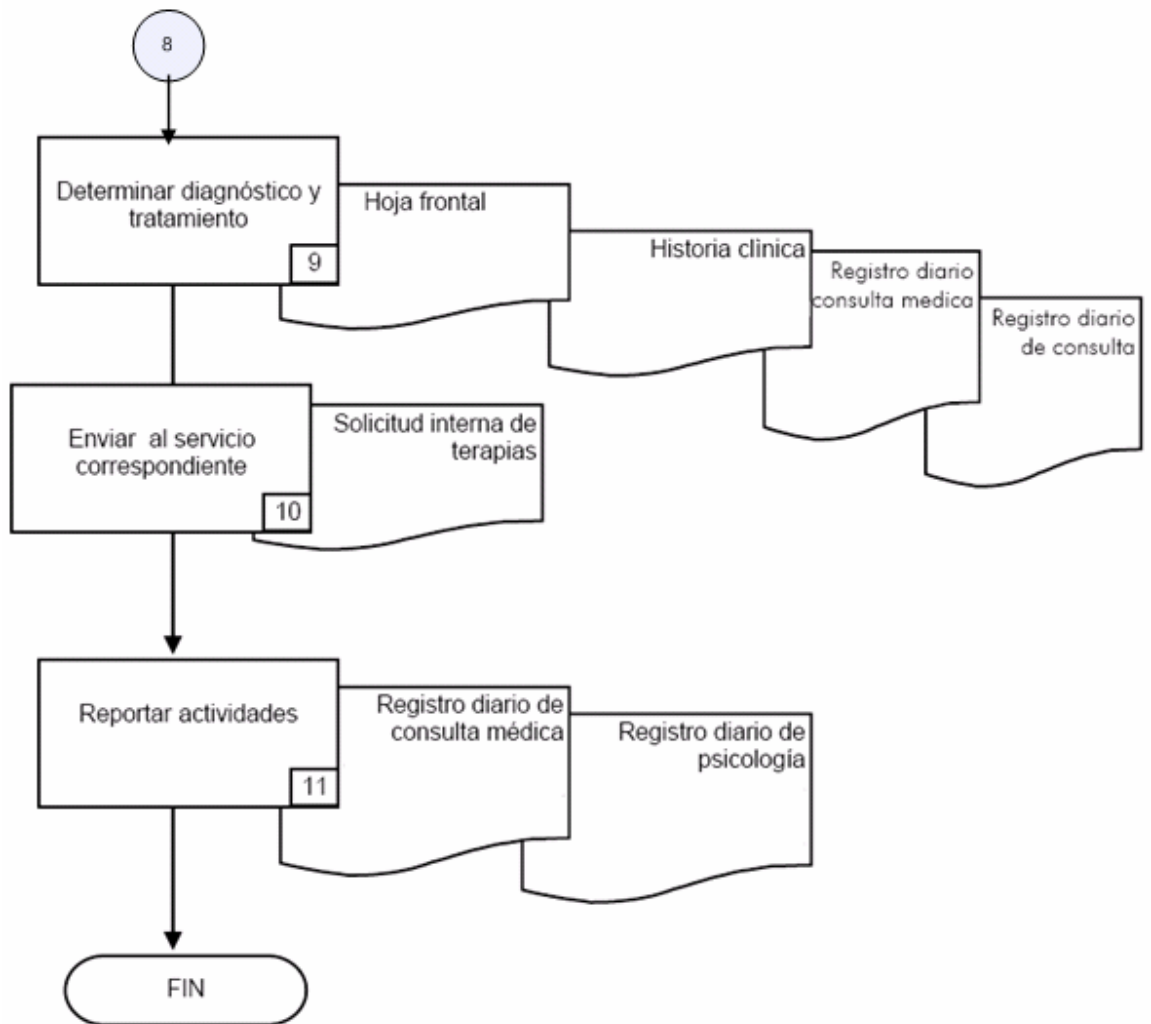 8
Determinar diagnóstico y
tratamiento
9
Hoja frontal
Historia clìnica
Registro diario
consulta medica
Registro diario
de consulta
Enviar al servicio
correspondiente
10
Solicitud interna de
terapias
Reportar actividades
11
Registro diario de
consulta médica
Registro diario de
psicología
FIN